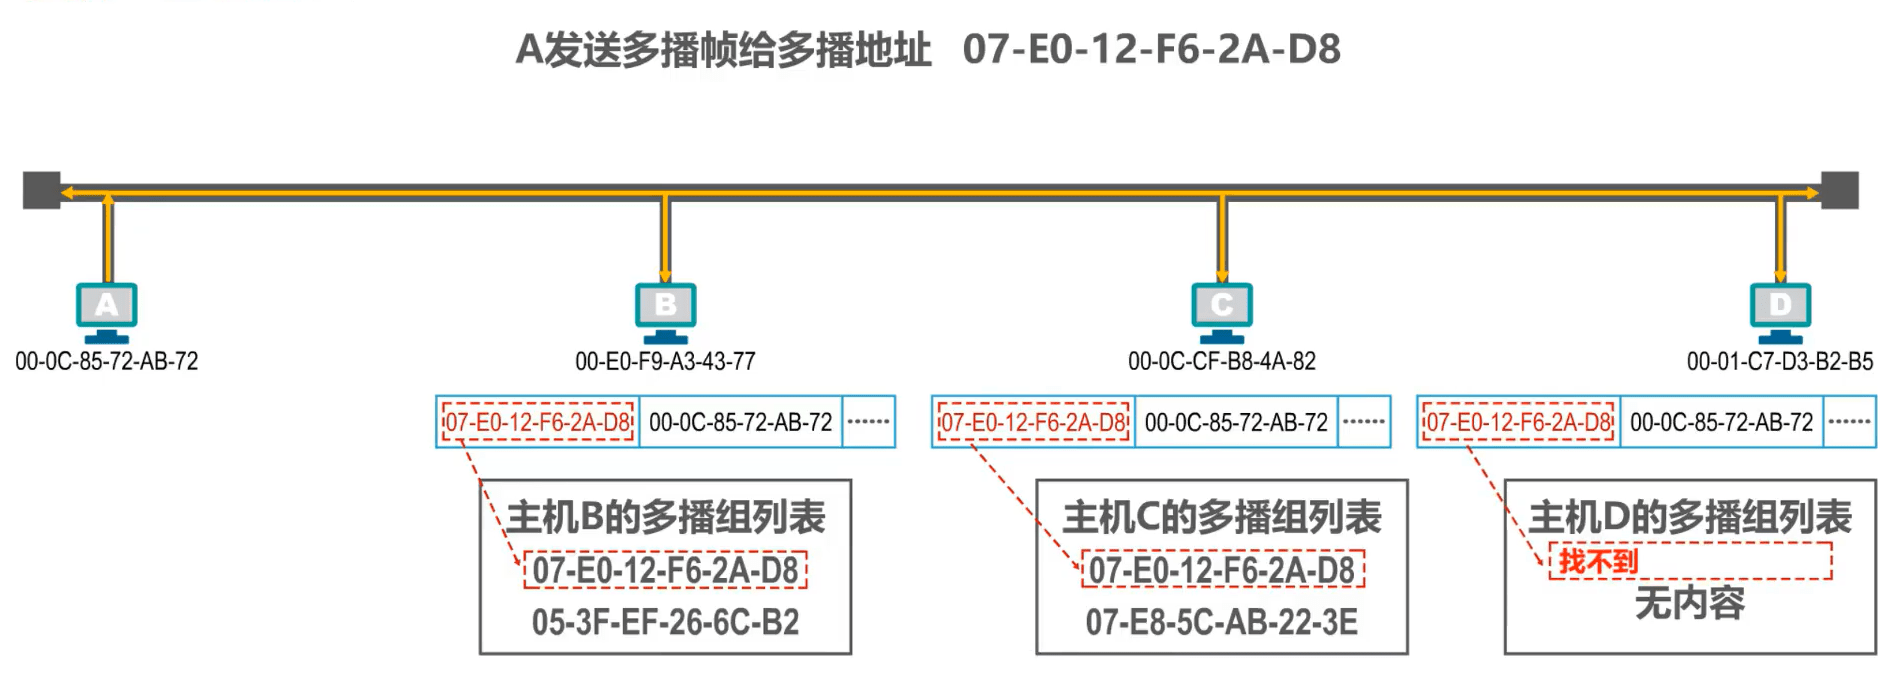 A发送多播帧给多播地址 07-E0-12-F6-2A-D8
A
B
C
D
00-0C-85-72-AB-72
00-E0-F9-A3-43-77
00-0C-CF-B8-4A-82
00-01-C7-D3-B2-B5
07-E0-12-F6-2A-D8 00-0C-85-72-AB-72 ······
07-E0-12-F6-2A-D8 00-0C-85-72-AB-72 ······
07-E0-12-F6-2A-D8 00-0C-85-72-AB-72 ······
主机B的多播组列表
07-E0-12-F6-2A-D8
05-3F-EF-26-6C-B2
主机C的多播组列表
07-E0-12-F6-2A-D8
07-E8-5C-AB-22-3E
主机D的多播组列表
找不到
无内容